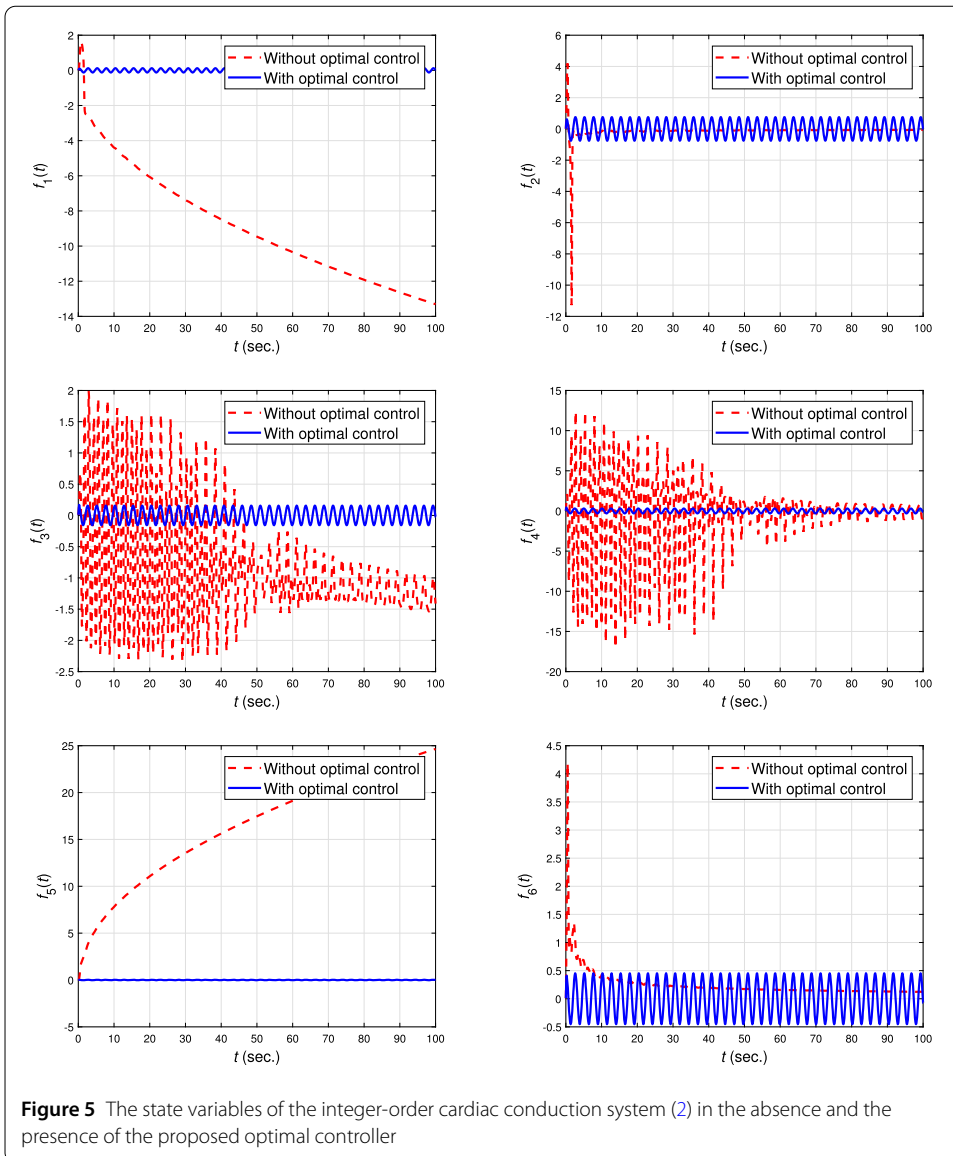 2
0
-2
-4
-6
-8
-10
-12
-14
f1(t)
0 10 20 30 40 50 60 70 80 90 100
t (sec.)
Without optimal control
With optimal control
6
4
2
0
-2
-4
-6
-8
-10
-12
f2(t)
0 10 20 30 40 50 60 70 80 90 100
t (sec.)
Without optimal control
With optimal control
2
1.5
1
0.5
0
-0.5
-1
-1.5
-2
-2.5
f3(t)
0 10 20 30 40 50 60 70 80 90 100
t (sec.)
Without optimal control
With optimal control
15
10
5
0
-5
-10
-15
-20
f4(t)
0 10 20 30 40 50 60 70 80 90 100
t (sec.)
Without optimal control
With optimal control
25
20
15
10
5
0
-5
f5(t)
0 10 20 30 40 50 60 70 80 90 100
t (sec.)
Without optimal control
With optimal control
4.5
4
3.5
3
2.5
2
1.5
1
0.5
0
-0.5
f6(t)
0 10 20 30 40 50 60 70 80 90 100
t (sec.)
Without optimal control
With optimal control
Figure 5 The state variables of the integer-order cardiac conduction system (2) in the absence and the
presence of the proposed optimal controller